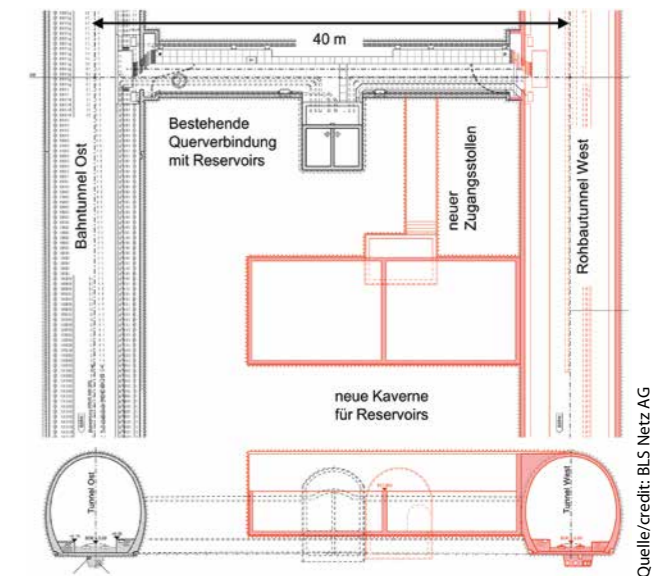 40 m
Bestehende
Querverbindung
mit Reservoirs
Bahntunnel Ost
neuer
Zugangsstollen
Rohbautunnel West
neue Kaverne
für Reservoirs
Tunnel Ost
Tunnel West
Quelle/credit: BLS Netz AG